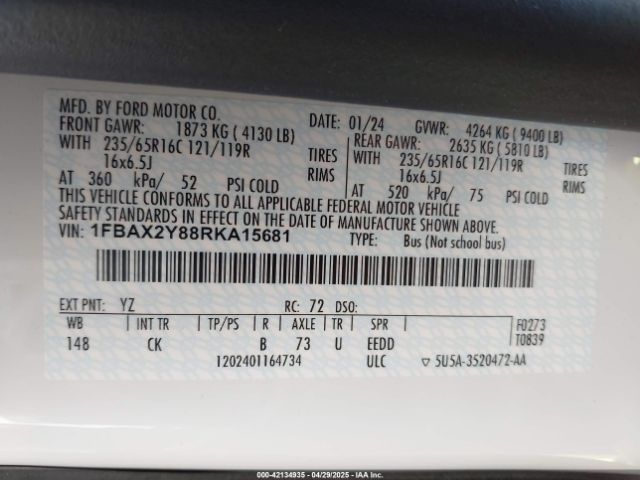 MFD. BY FORD MOTOR CO.
DATE: 01/24 GVWR: 4264 KG (9400 LB)
FRONT GAWR: 1873 KG (4130 LB) REAR GAWR: 2635 KG (5810 LB)
WITH 235/65R16C 121/119R TIRES WITH 235/65R16C 121/119R TIRES
16x6.5J RIMS 16x6.5J RIMS
AT 360 kPa/ 52 PSI COLD AT 520 kPa/ 75 PSI COLD
THIS VEHICLE CONFORMS TO ALL APPLICABLE FEDERAL MOTOR VEHICLE
SAFETY STANDARDS IN EFFECT ON THE DATE OF MANUFACTURE SHOWN ABOVE.
VIN: 1FBAX2Y88RKA15681 TYPE: Bus (Not school bus)
EXT PNT: YZ RC: 72 DSO:
WB INT TR TP/PS R AXLE TR SPR F0273
148 CK B 73 U EEDD T0839
1202401164734 ULC ▽ 5U5A-3520472-AA
000-42134935 - 04/29/2025 - IAA Inc.